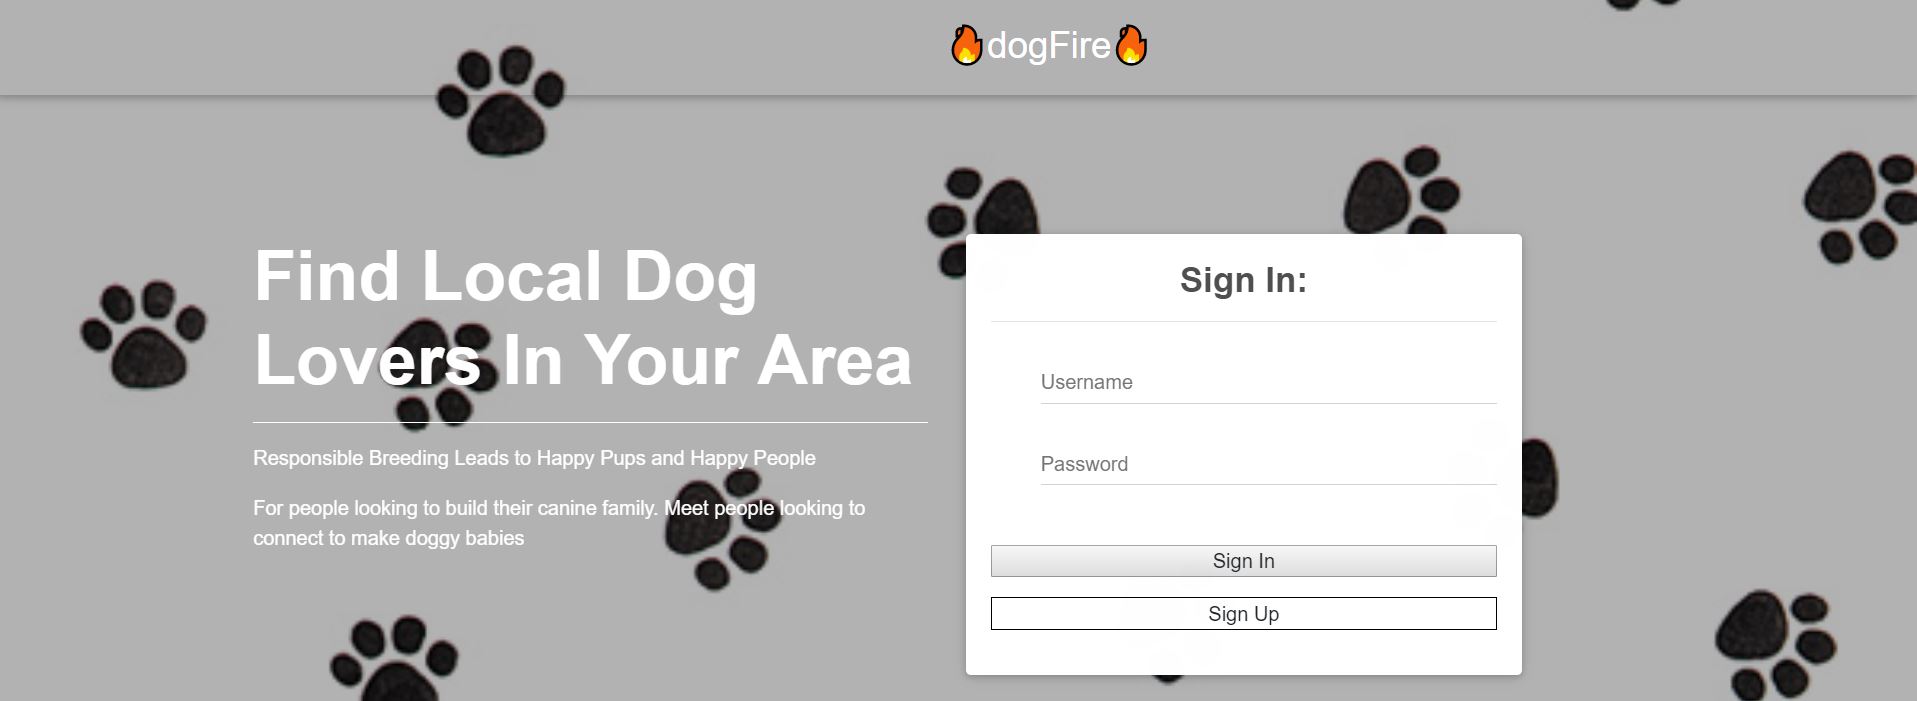 🔥dogFire🔥
Find Local Dog
Lovers In Your Area
Responsible Breeding Leads to Happy Pups and Happy People
For people looking to build their canine family. Meet people looking to
connect to make doggy babies
Sign In:
Username
Password
Sign In
Sign Up